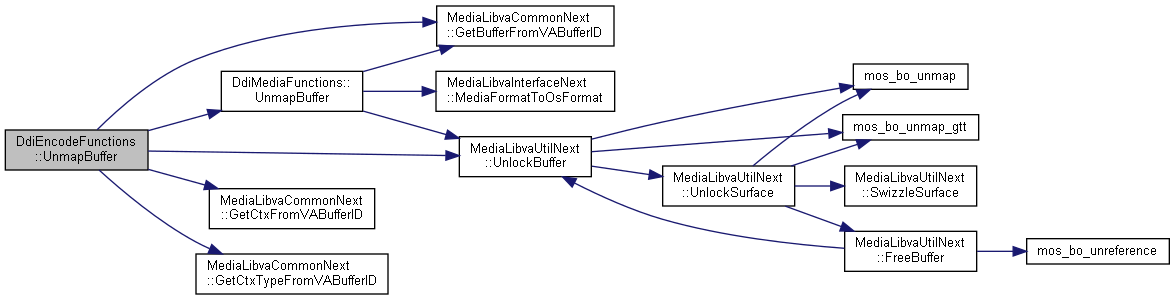 DdiEncodeFunctions
::UnmapBuffer
MediaLibvaCommonNext
::GetBufferFromVABufferID
DdiMediaFunctions::
UnmapBuffer
MediaLibvaInterfaceNext
::MediaFormatToOsFormat
MediaLibvaUtilNext
::UnlockBuffer
MediaLibvaCommonNext
::GetCtxFromVABufferID
MediaLibvaCommonNext
::GetCtxTypeFromVABufferID
MediaLibvaUtilNext
::UnlockSurface
mos_bo_unmap
mos_bo_unmap_gtt
MediaLibvaUtilNext
::SwizzleSurface
MediaLibvaUtilNext
::FreeBuffer
mos_bo_unreference